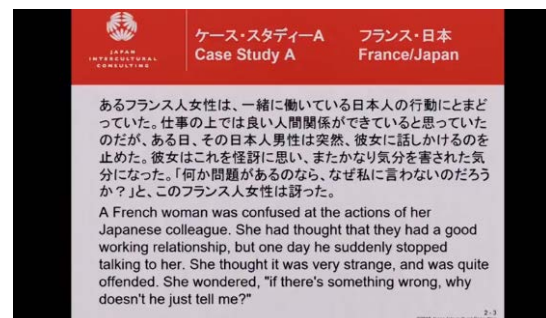 JAPAN
INTERCULTURAL
CONSULTING
ケース・スタディーA フランス・日本
Case Study A France/Japan
あるフランス人女性は、一緒に働いている日本人の行動にとまど
っていた。仕事の上では良い人間関係ができていると思っていた
のだが、ある日、その日本人男性は突然、彼女に話しかけるのを
止めた。彼女はこれを怪訝に思い、またかなり気分を害された気
分になった。「何か問題があるのなら、なぜ私に言わないのだろう
か？」と、このフランス人女性は訝った。
A French woman was confused at the actions of her
Japanese colleague. She had thought that they had a good
working relationship, but one day he suddenly stopped
talking to her. She thought it was very strange, and was quite
offended. She wondered, "if there's something wrong, why
doesn't he just tell me?"
2 - 3